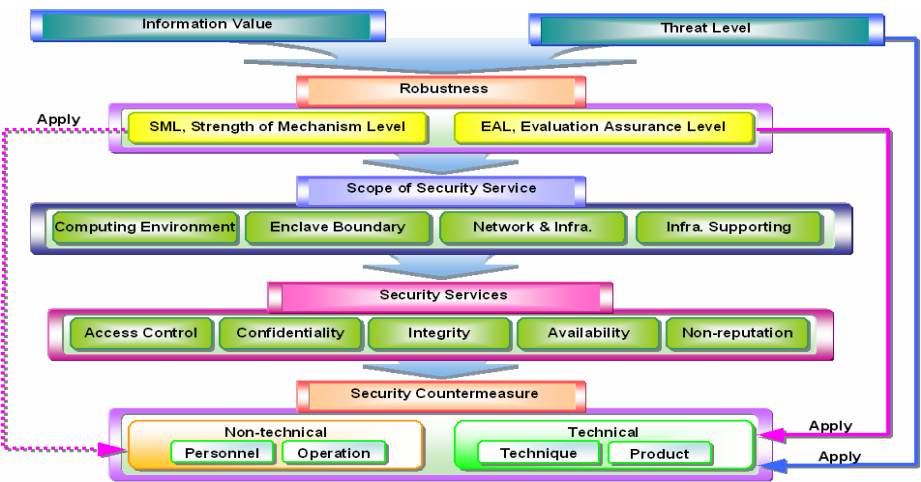 Information Value
Threat Level
Robustness
Apply
SML, Strength of Mechanism Level
EAL, Evaluation Assurance Level
Scope of Security Service
Computing Environment
Enclave Boundary
Network & Infra.
Infra. Supporting
Security Services
Access Control
Confidentiality
Integrity
Availability
Non-reputation
Security Countermeasure
Non-technical
Personnel
Operation
Technical
Technique
Product
Apply
Apply